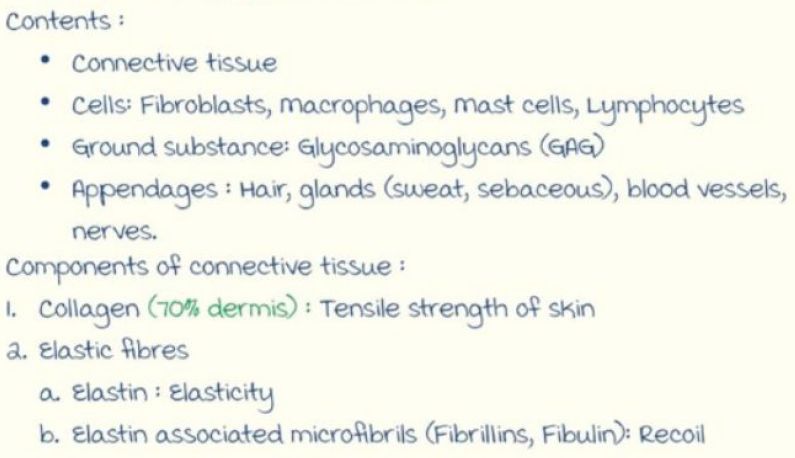 Contents :
• Connective tissue
• Cells: Fibroblasts, macrophages, mast cells, Lymphocytes
• Ground substance: Glycosaminoglycans (GAG)
• Appendages : Hair, glands (sweat, sebaceous), blood vessels,
nerves.
Components of connective tissue :
1. Collagen (70% dermis) : Tensile strength of skin
2. Elastic fibres
a. Elastin : Elasticity
b. Elastin associated microfibrils (Fibrillins, Fibulin): Recoil